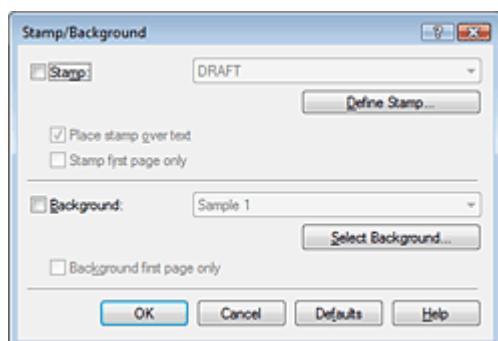 Stamp/Background
Stamp: DRAFT
Define Stamp...
Place stamp over text
Stamp first page only
Background: Sample 1
Select Background...
Background first page only
OK Cancel Defaults Help